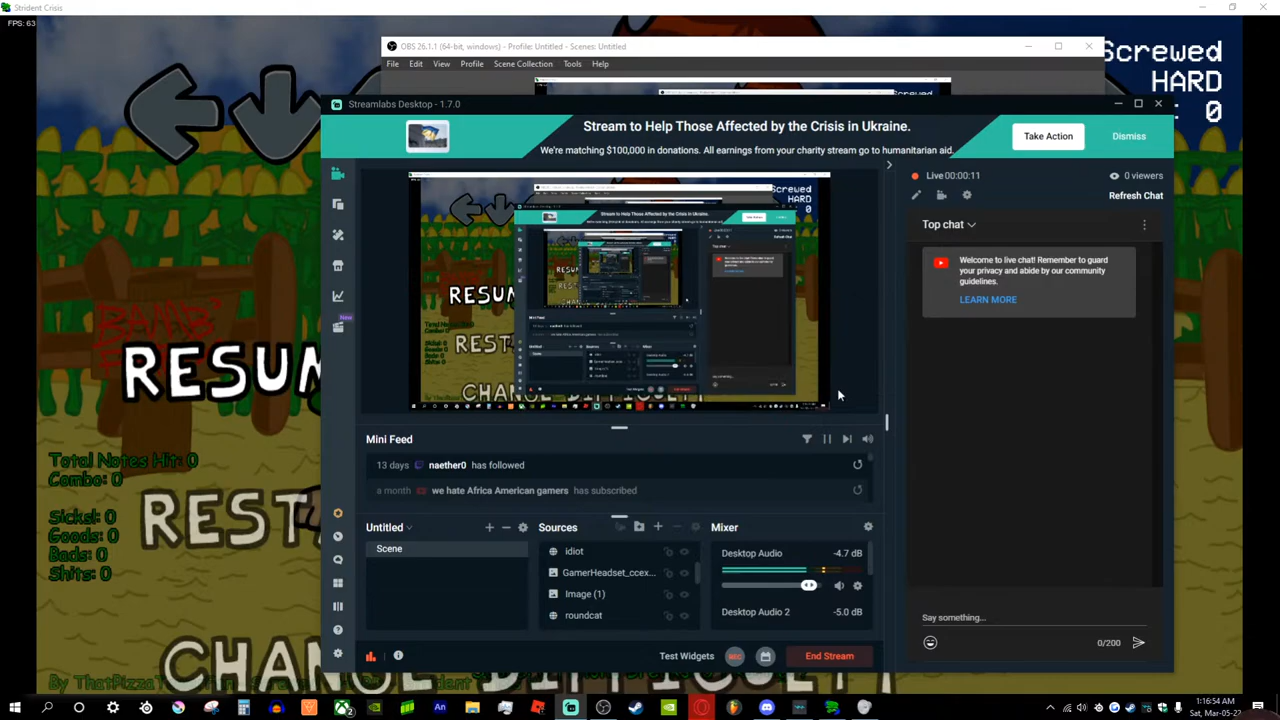 Strident Crisis
FPS: 63
Screwed
HARD
: 0
OBS 26.1.1 (64-bit, windows) - Profile: Untitled - Scenes: Untitled
File Edit View Profile Scene Collection Tools Help
Streamlabs Desktop - 1.7.0
Stream to Help Those Affected by the Crisis in Ukraine.
We're matching $100,000 in donations. All earnings from your charity stream go to humanitarian aid.
Take Action
Dismiss
Live 00:00:11
0 viewers
Refresh Chat
Top chat
Welcome to live chat! Remember to guard
your privacy and abide by our community
guidelines.
LEARN MORE
New
Mini Feed
13 days naether0 has followed
a month we hate Africa American gamers has subscribed
Untitled
Scene
Sources
idiot
GamerHeadset_ccex...
Image (1)
roundcat
Mixer
Desktop Audio -4.7 dB
Desktop Audio 2 -5.0 dB
Say something...
0/200
Test Widgets
REC
End Stream
BAMB
RESUM
REST
CHANGE DIFFICULTY
Total Notes Hit: 0
Combo: 0
Sicks!: 0
Goods: 0
Bads: 0
Shits: 0
1:16:54 AM
Sat, Mar-05-2